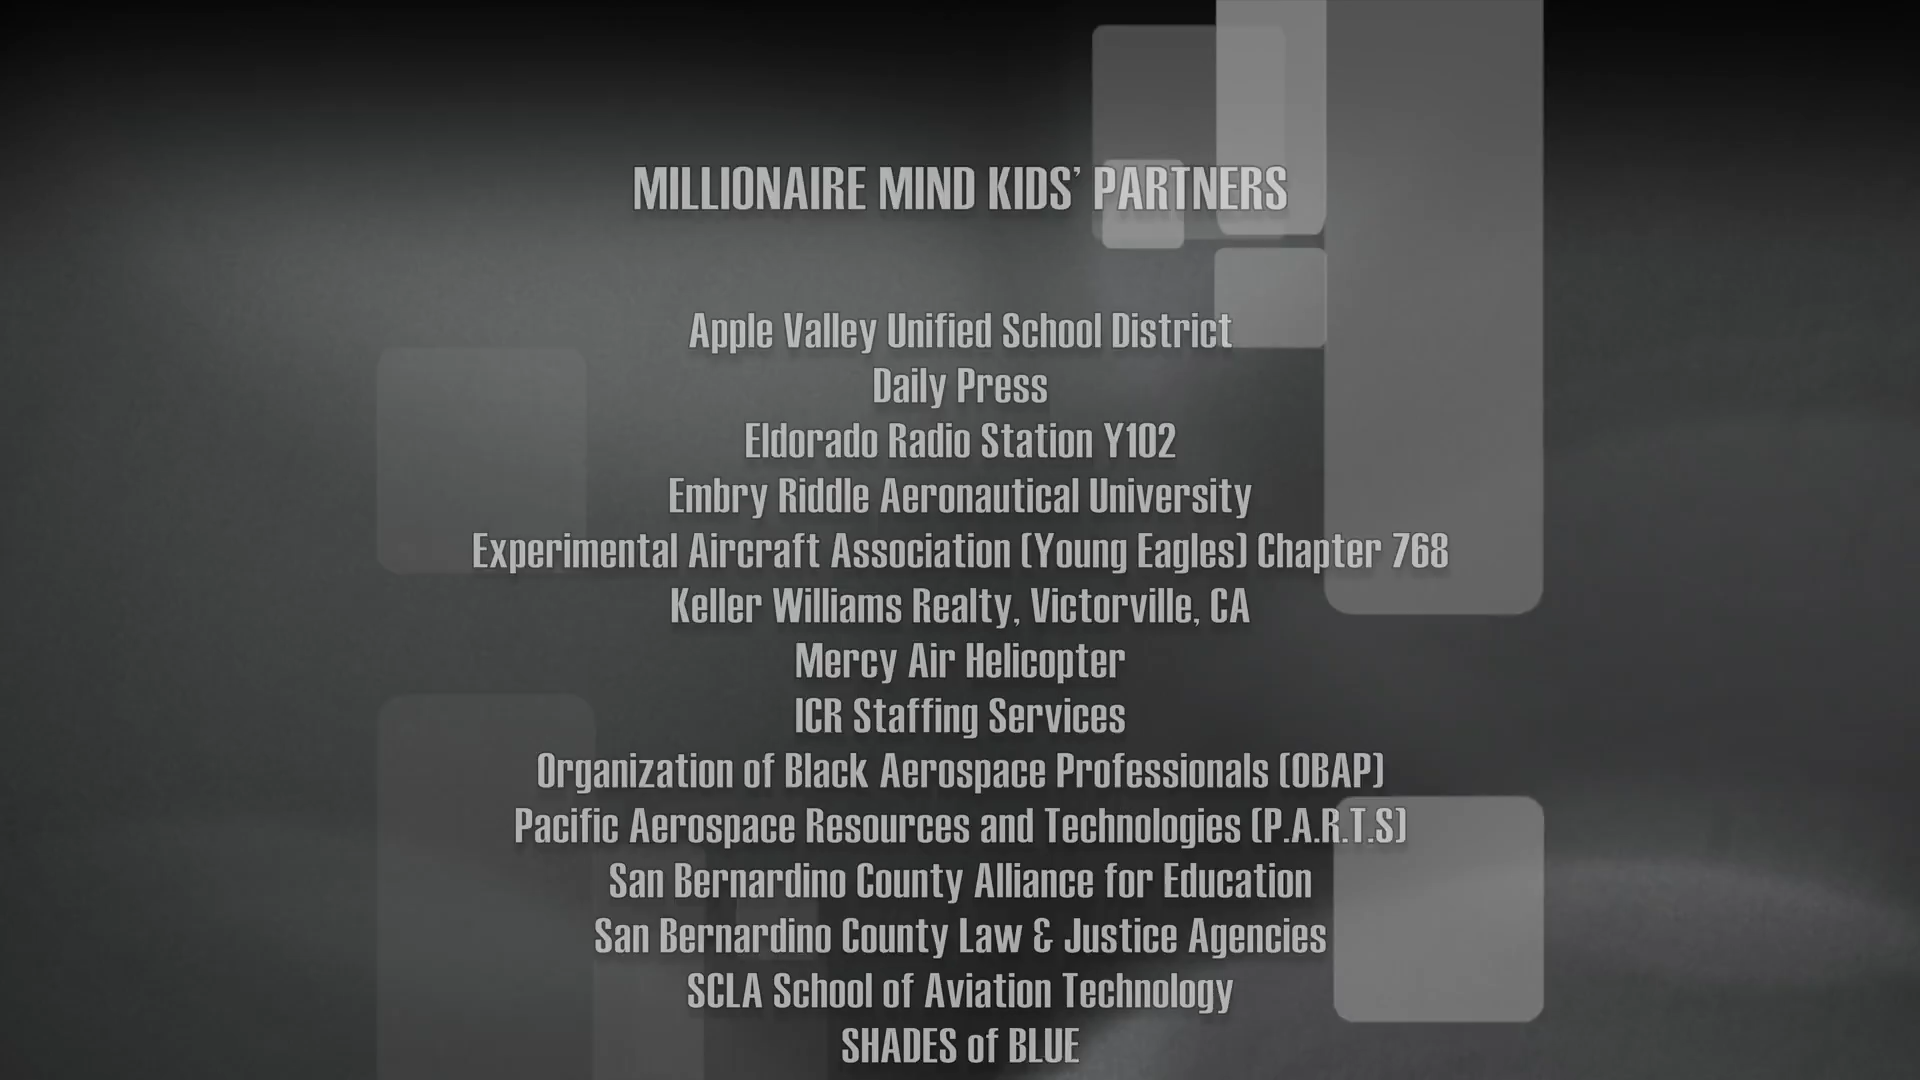 MILLIONAIRE MIND KIDS' PARTNERS
Apple Valley Unified School District
Daily Press
Eldorado Radio Station Y102
Embry Riddle Aeronautical University
Experimental Aircraft Association (Young Eagles) Chapter 768
Keller Williams Realty, Victorville, CA
Mercy Air Helicopter
ICR Staffing Services
Organization of Black Aerospace Professionals (OBAP)
Pacific Aerospace Resources and Technologies (P.A.R.T.S)
San Bernardino County Alliance for Education
San Bernardino County Law & Justice Agencies
SCLA School of Aviation Technology
SHADES of BLUE